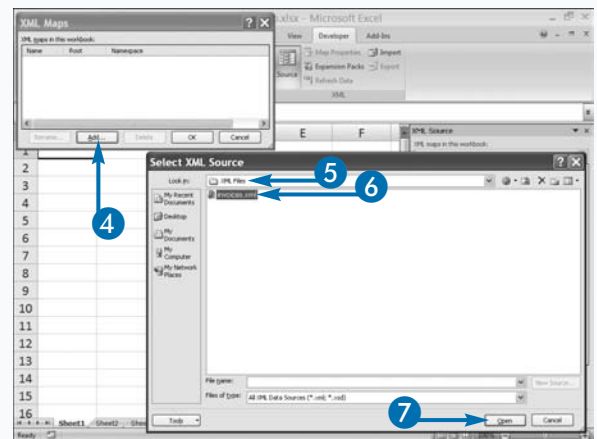 XML Maps
.xlsx - Microsoft Excel
XML maps in this workbook:
Name Root Namespace
Rename... Add... Delete OK Cancel
View Developer Add-Ins
Source
Map Properties Import
Expansion Packs Export
Refresh Data
XML
E F
XML Source
XML maps in this workbook:
1
2
3
4
5
6
7
8
9
10
11
12
13
14
15
16
4
Select XML Source
Look in: XML Files
5
6
My Recent Documents
Desktop
My Documents
My Computer
My Network Places
invoices.xml
File name:
New Source...
Files of type: All XML Data Sources (*.xml; *.xsd)
7
Tools Open Cancel
Sheet1 Sheet2
Ready